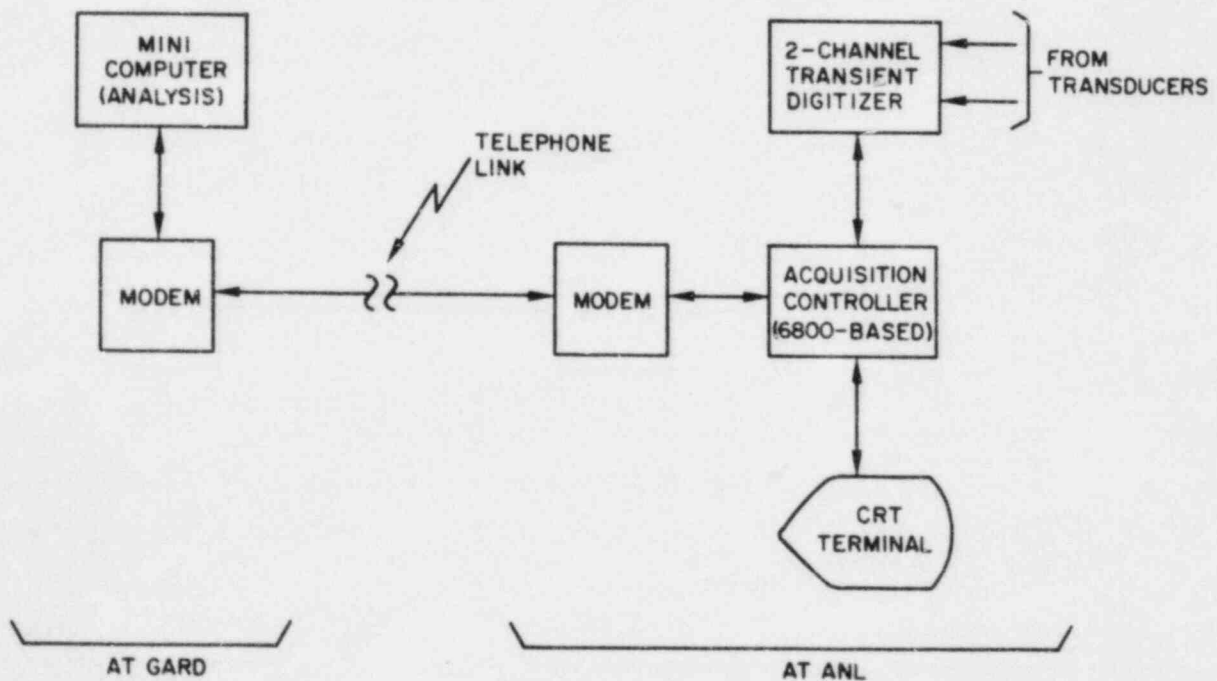 MINI
COMPUTER
(ANALYSIS)
2-CHANNEL
TRANSIENT
DIGITIZER
FROM
TRANSDUCERS
TELEPHONE
LINK
MODEM
MODEM
ACQUISITION
CONTROLLER
(6800-BASED)
CRT
TERMINAL
AT GARD
AT ANL